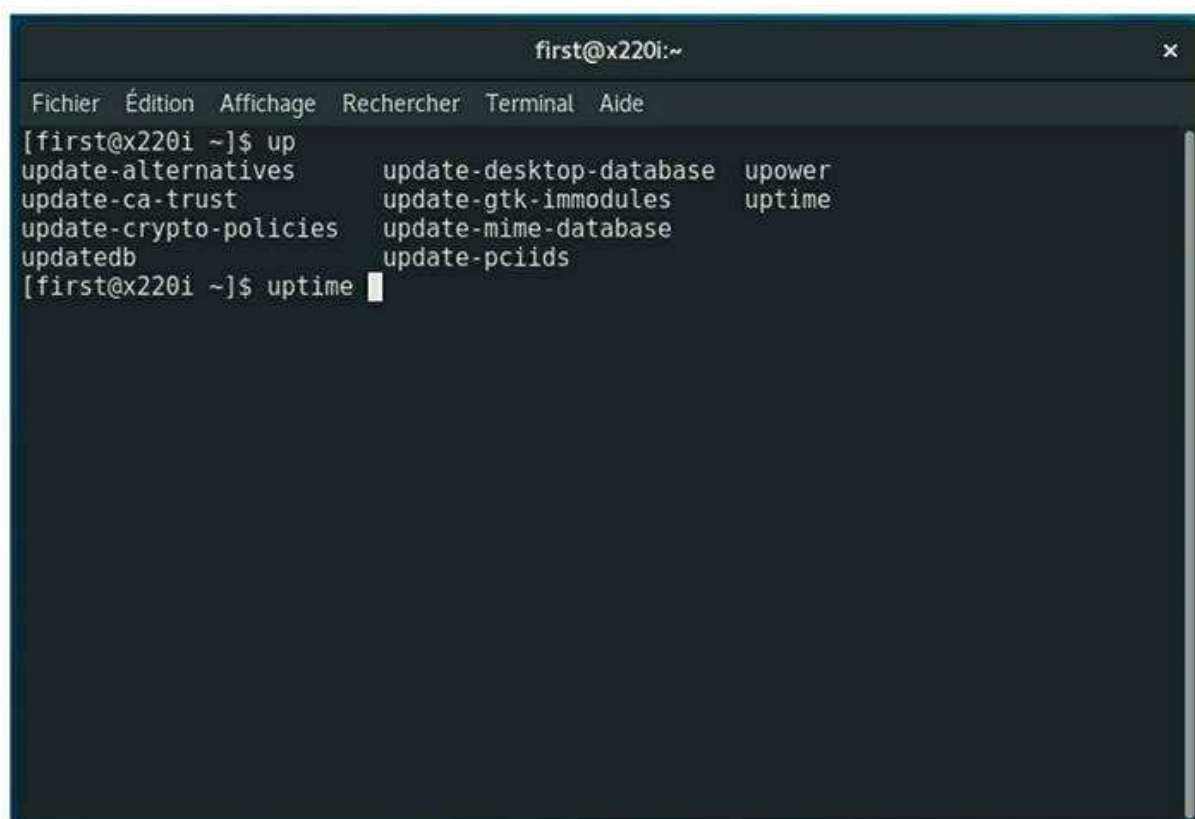 first@x220i:~ ×
Fichier Édition Affichage Rechercher Terminal Aide
[first@x220i ~]$ up
update-alternatives update-desktop-database upower
update-ca-trust update-gtk-immodules uptime
update-crypto-policies update-mime-database
updatedb update-pciids
[first@x220i ~]$ uptime